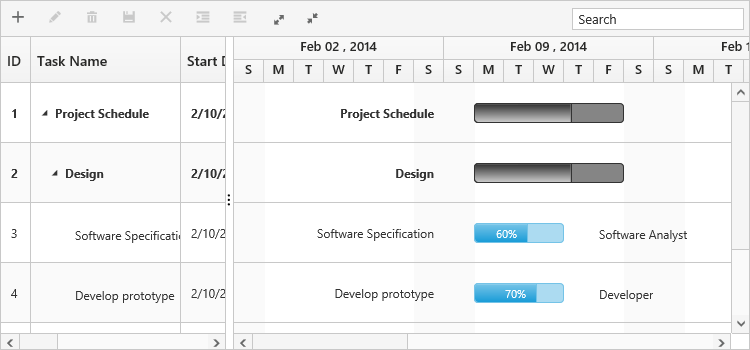 Search
ID Task Name Start D
Feb 02 , 2014 Feb 09 , 2014 Feb 1
S M T W T F S S M T W T F S S M T
1 Project Schedule 2/10/2 Project Schedule
2 Design 2/10/2 Design
3 Software Specificatio 2/10/2 Software Specification 60% Software Analyst
4 Develop prototype 2/10/2 Develop prototype 70% Developer